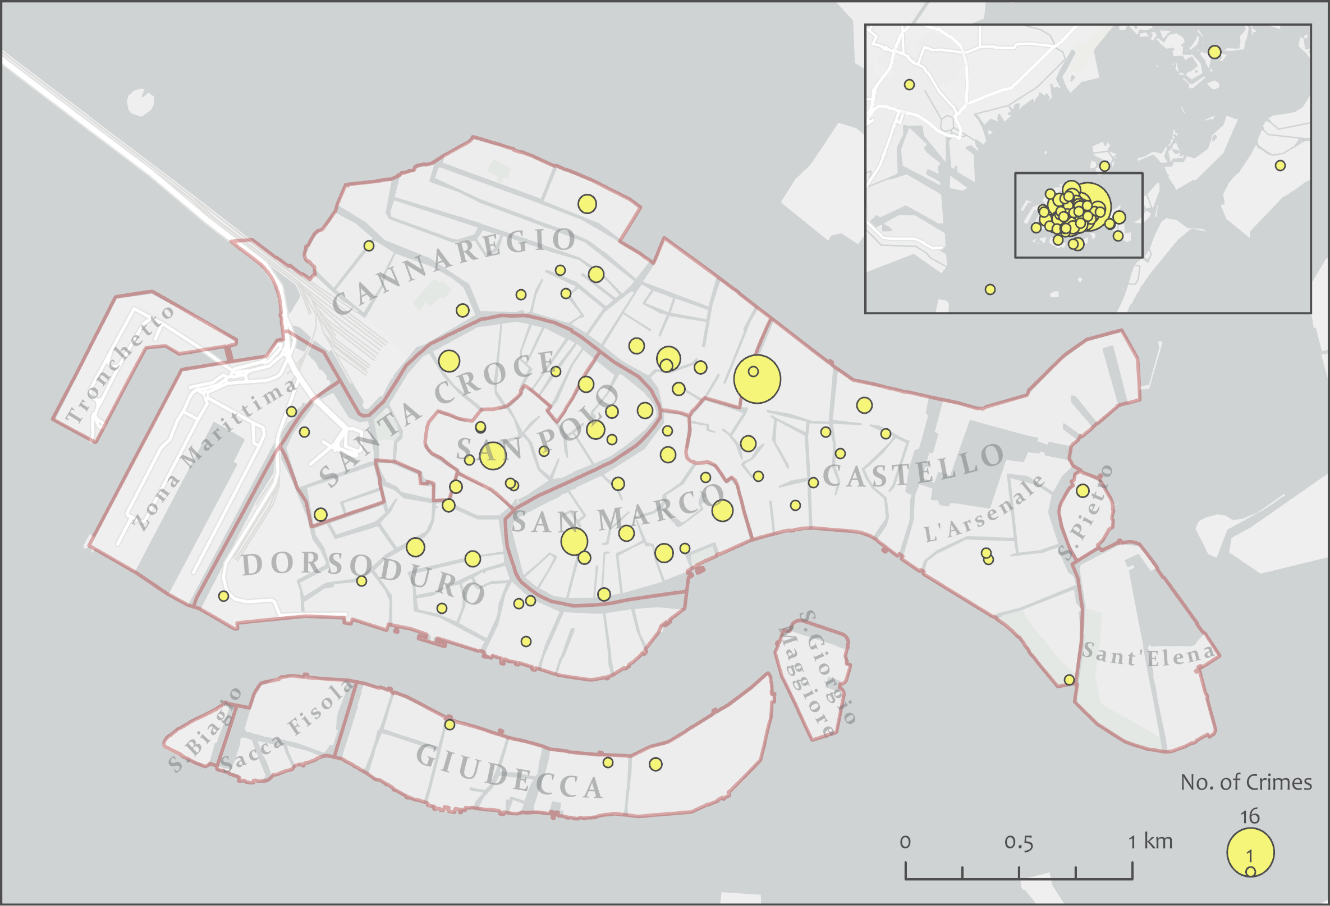 CANNAREGIO
Tronchetto
SANTA CROCE
Zona Marittima
SAN POLO
CASTELLO
SAN MARCO
L'Arsenale
S. Pietro
DORSODURO
S. Giorgio
Maggiore
Sant'Elena
S. Biagio
Sacca Fisola
GIUDECCA
No. of Crimes
16
1
0 0.5 1 km